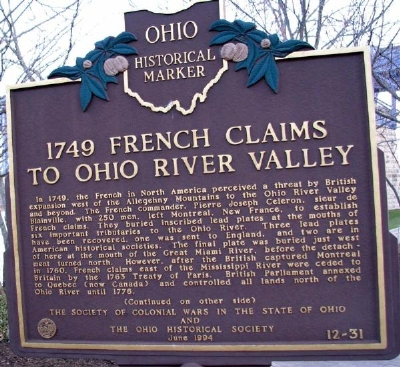 OHIO
HISTORICAL
MARKER
1749 FRENCH CLAIMS
TO OHIO RIVER VALLEY
In 1749, the French in North America perceived a threat by British
expansion west of the Allegheny Mountains to the Ohio River Valley
and beyond. The French commander, Pierre Joseph Celeron, sieur de
Blainville, with 250 men, left Montreal, New France, to establish
French claims. They buried inscribed lead plates at the mouths of
six important tributaries to the Ohio River. Three lead plates
have been recovered, one was sent to England, and two are in
American historical societies. The final plate was buried just west
of here at the mouth of the Great Miami River, before the detach-
ment turned north. However, after the British captured Montreal
in 1760, French claims east of the Mississippi River were ceded to
Britain by the 1763 Treaty of Paris. British Parliament annexed
to Quebec (now Canada) and controlled all lands north of the
Ohio River until 1778.
(Continued on other side)
THE SOCIETY OF COLONIAL WARS IN THE STATE OF OHIO
AND
THE OHIO HISTORICAL SOCIETY
June 1994
12-31